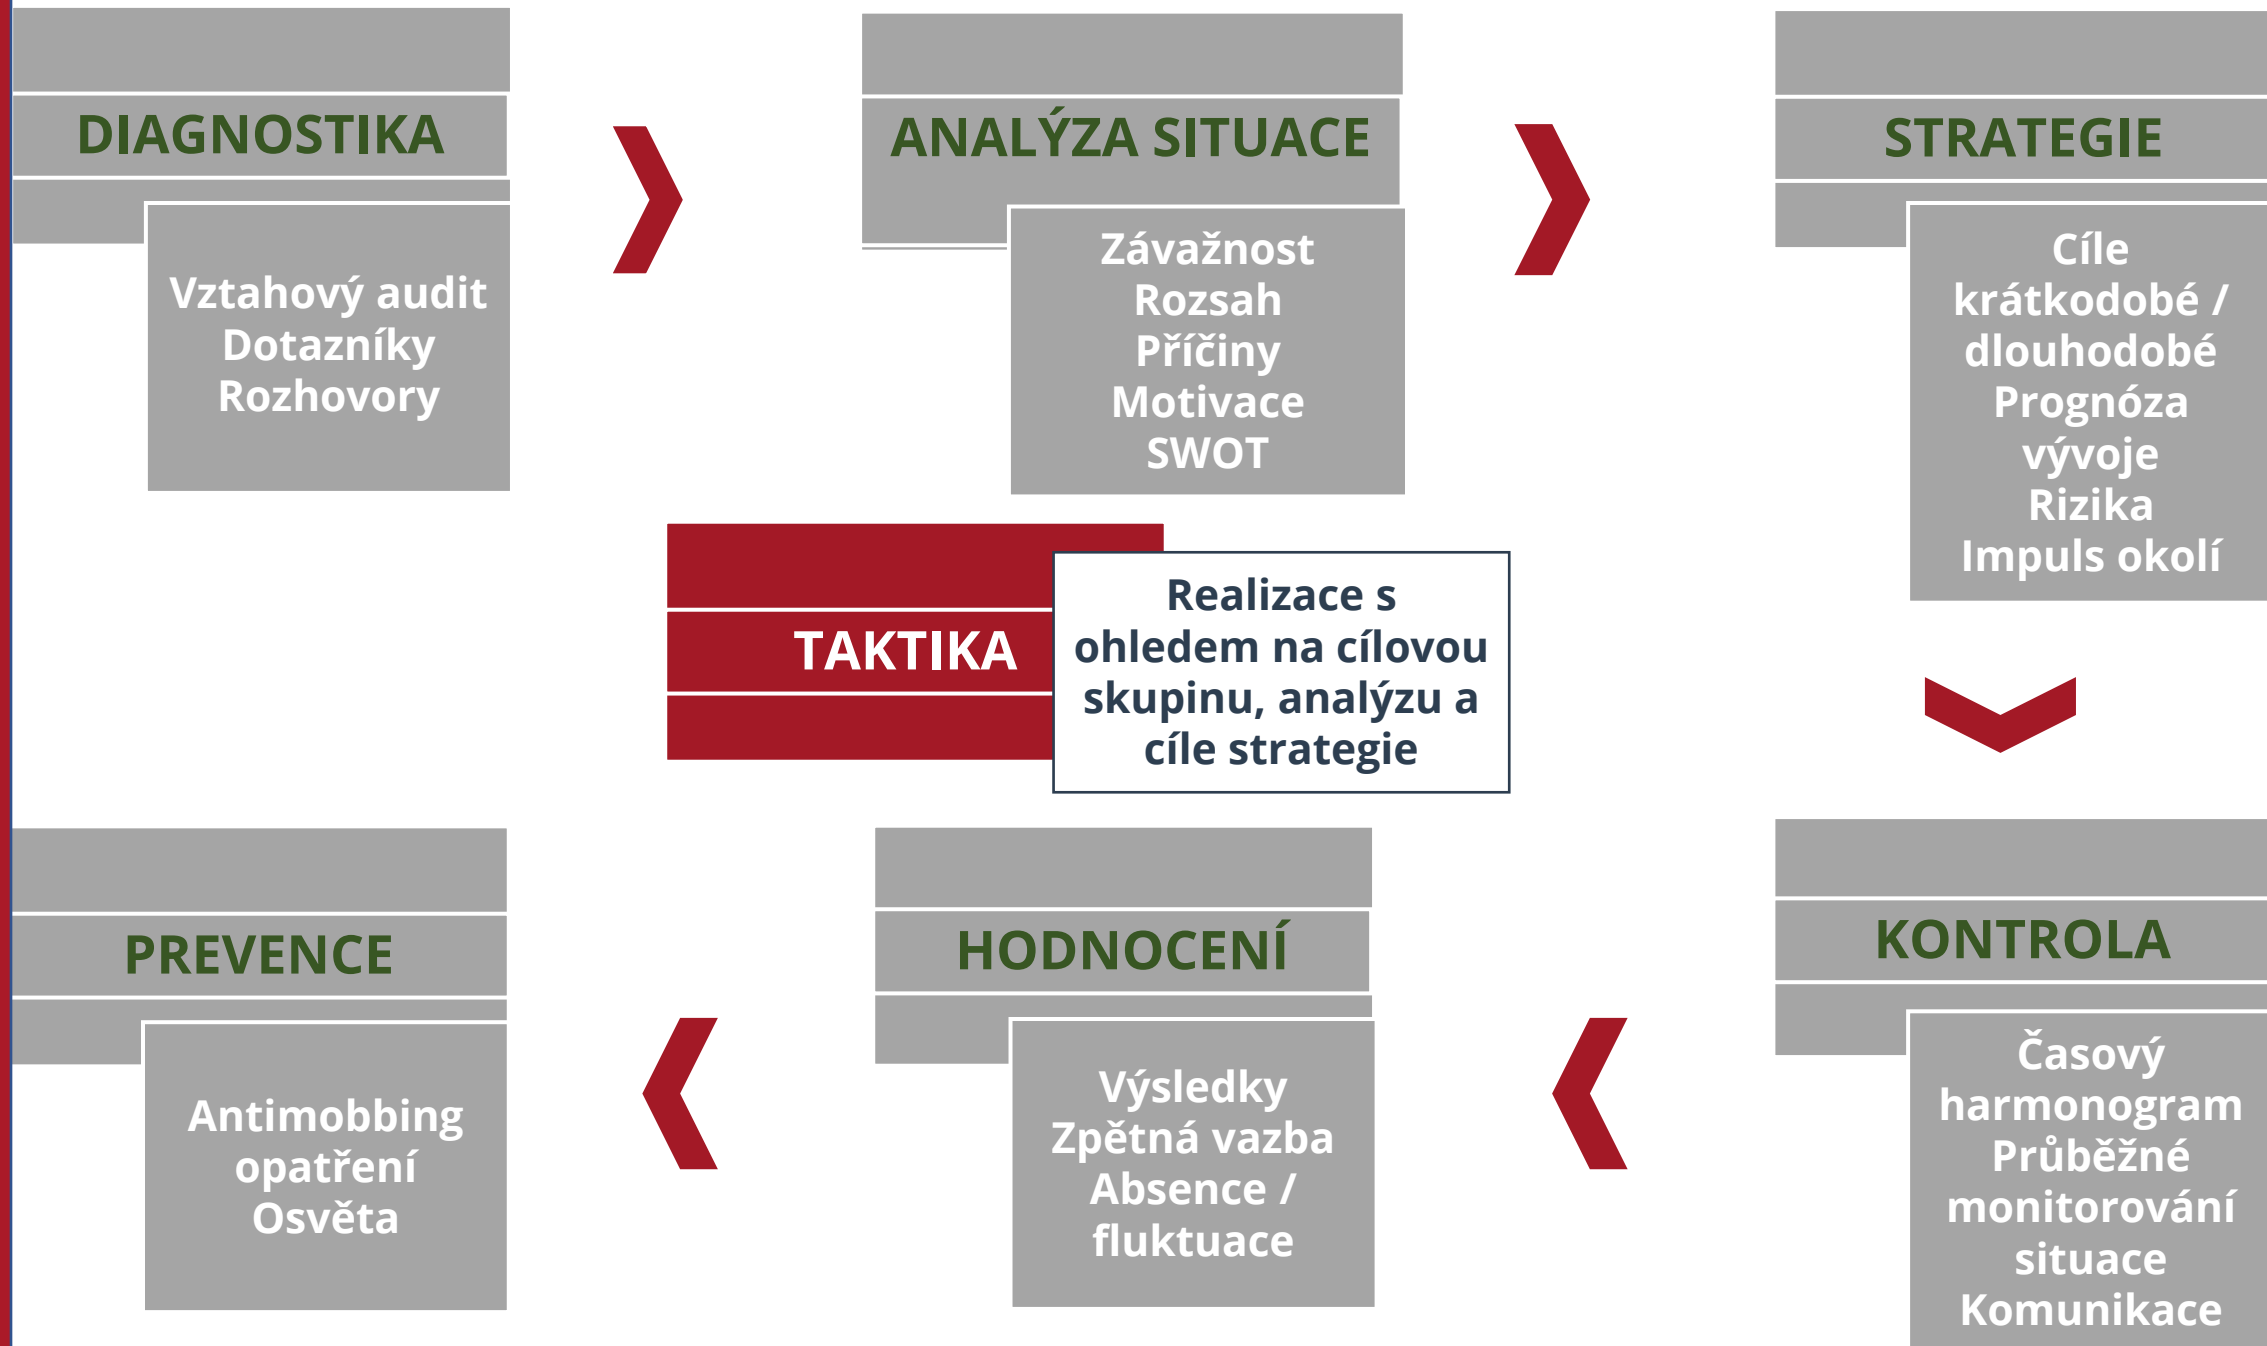 DIAGNOSTIKA
Vztahový audit
Dotazníky
Rozhovory
ANALÝZA SITUACE
Závažnost
Rozsah
Příčiny
Motivace
SWOT
STRATEGIE
Cíle
krátkodobé /
dlouhodobé
Prognóza
vývoje
Rizika
Impuls okolí
TAKTIKA
Realizace s
ohledem na cílovou
skupinu, analýzu a
cíle strategie
KONTROLA
Časový
harmonogram
Průběžné
monitorování
situace
Komunikace
HODNOCENÍ
Výsledky
Zpětná vazba
Absence /
fluktuace
PREVENCE
Antimobbing
opatření
Osvěta